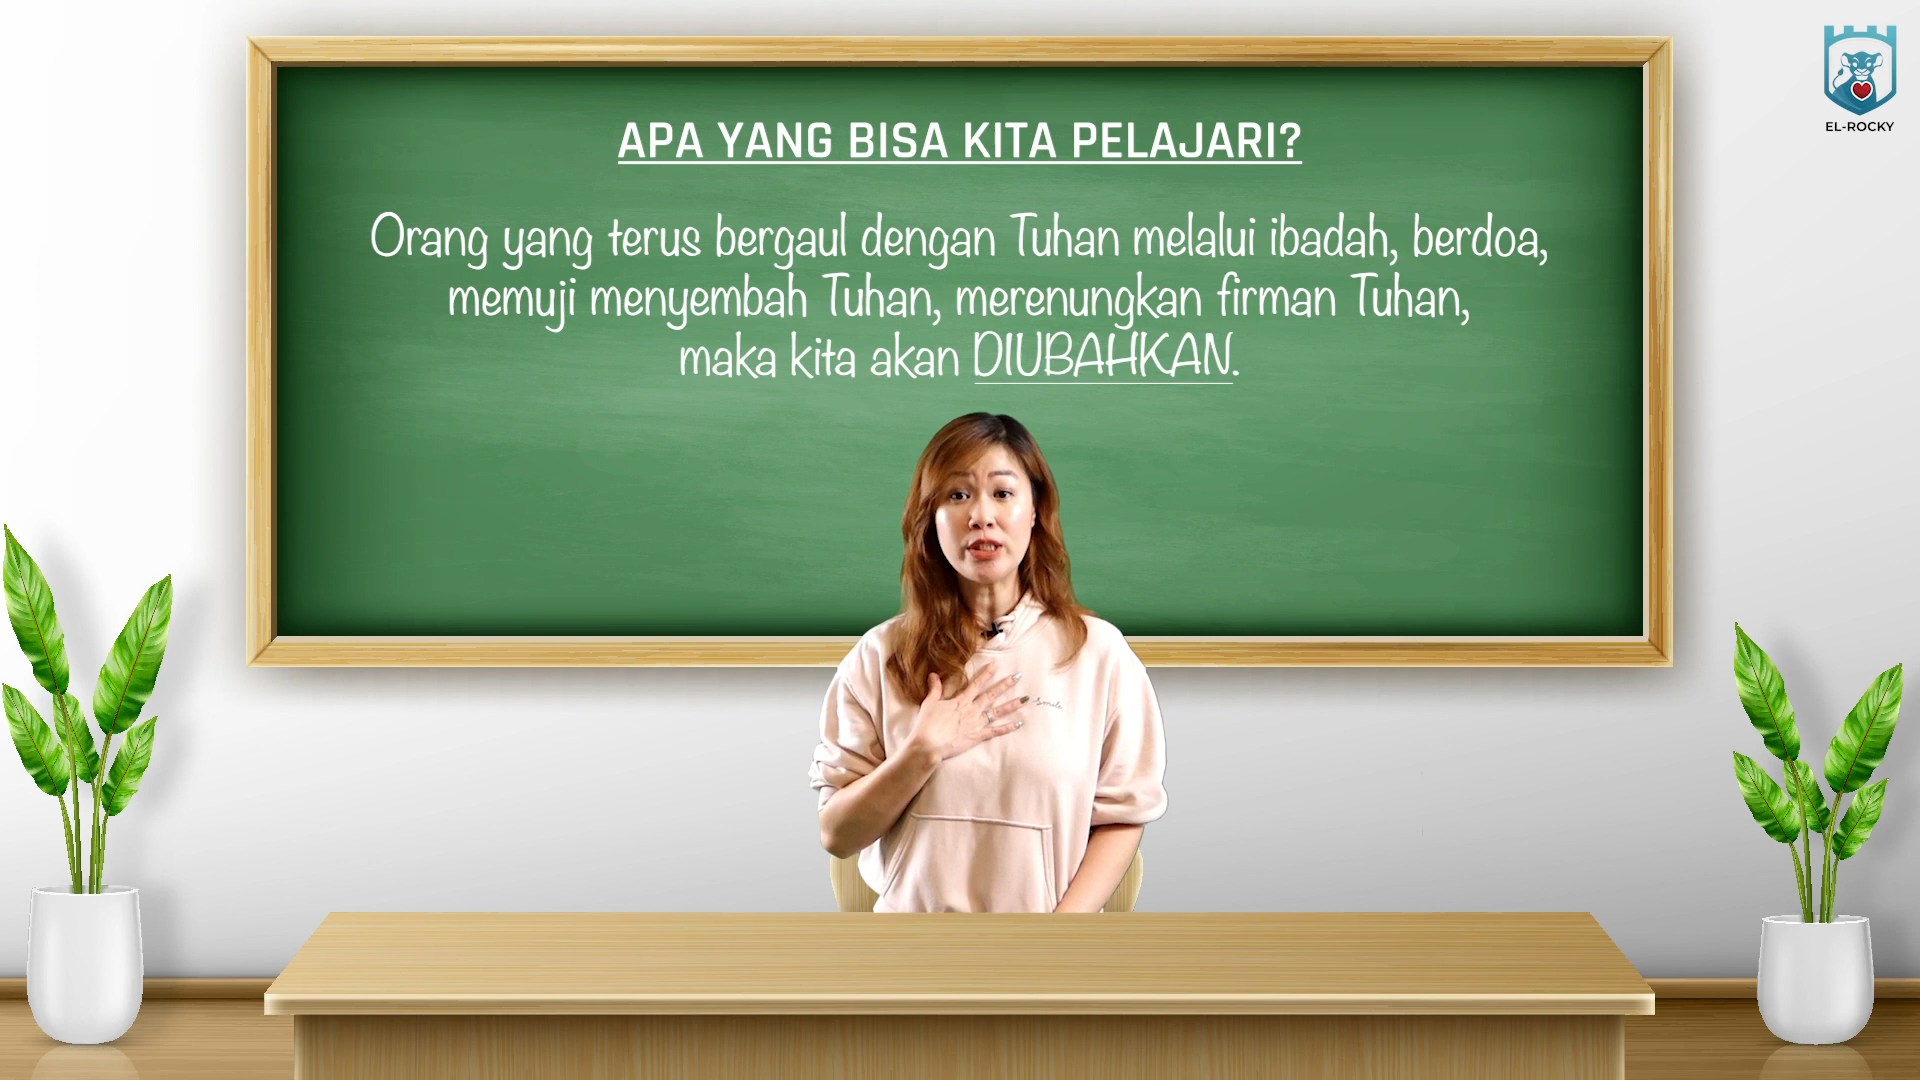 APA YANG BISA KITA PELAJARI?
Orang yang terus bergaul dengan Tuhan melalui ibadah, berdoa,
memuji menyembah Tuhan, merenungkan firman Tuhan,
maka kita akan DIUBAHKAN.
EL-ROCKY
Smile